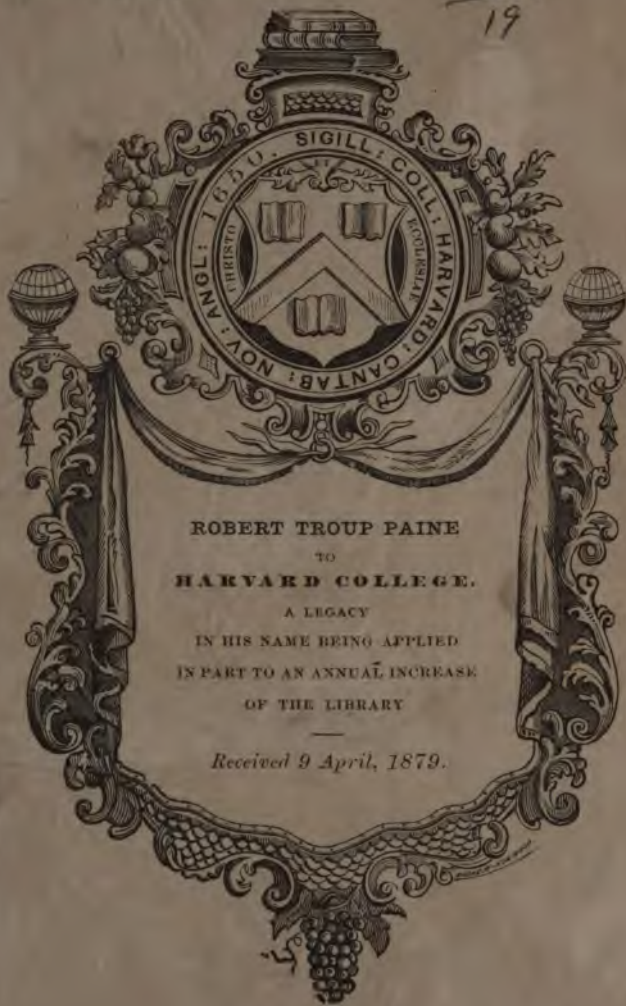 19
SIGILL: COLL: HARVARD: CANTAB: NOV: ANGL: 1650.
ET
CHRISTO
ECCLESIAE
ROBERT TROUP PAINE
TO
HARVARD COLLEGE.
A LEGACY
IN HIS NAME BEING APPLIED
IN PART TO AN ANNUAL INCREASE
OF THE LIBRARY
Received 9 April, 1879.